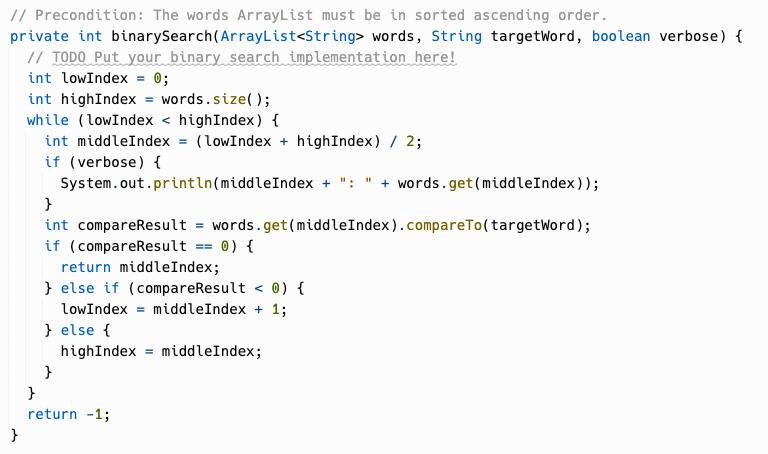 // Precondition: The words ArrayList must be in sorted ascending order.
private int binarySearch(ArrayList<String> words, String targetWord, boolean verbose) {
  // TODO Put your binary search implementation here!
  int lowIndex = 0;
  int highIndex = words.size();
  while (lowIndex < highIndex) {
    int middleIndex = (lowIndex + highIndex) / 2;
    if (verbose) {
      System.out.println(middleIndex + ": " + words.get(middleIndex));
    }
    int compareResult = words.get(middleIndex).compareTo(targetWord);
    if (compareResult == 0) {
      return middleIndex;
    } else if (compareResult < 0) {
      lowIndex = middleIndex + 1;
    } else {
      highIndex = middleIndex;
    }
  }
  return -1;
}